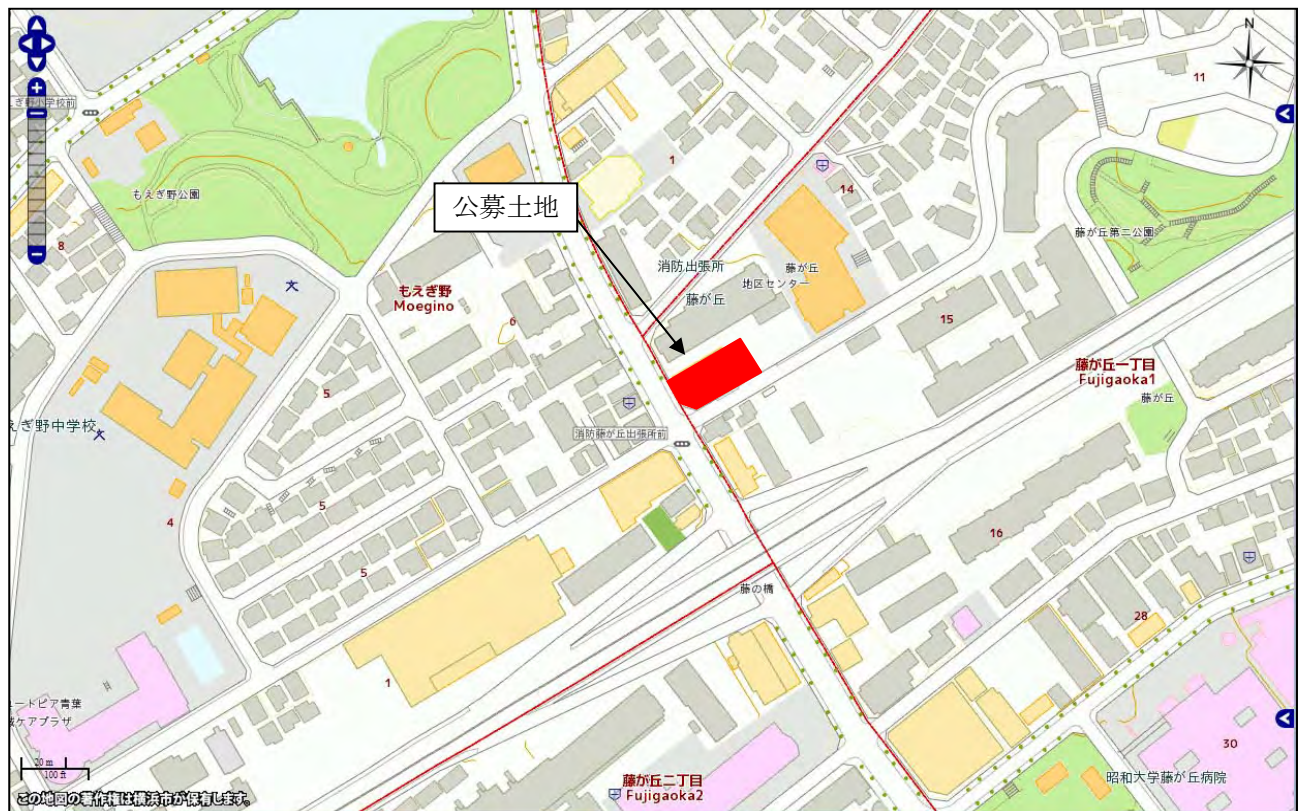 N
11
えぎ野小学校前
1
もえぎ野公園
14
公募土地
藤が丘第二公園
8
消防出張所
藤が丘
地区センター
もえぎ野
Moegino
藤が丘
6
15
藤が丘一丁目
Fujigaoka1
5
藤が丘
えぎ野中学校
消防藤が丘出張所前
4
5
16
5
藤の橋
28
1
ートピア青葉
域ケアプラザ
30
20 m
100 ft
藤が丘二丁目
Fujigaoka2
昭和大学藤が丘病院
この地図の著作権は横浜市が保有します。